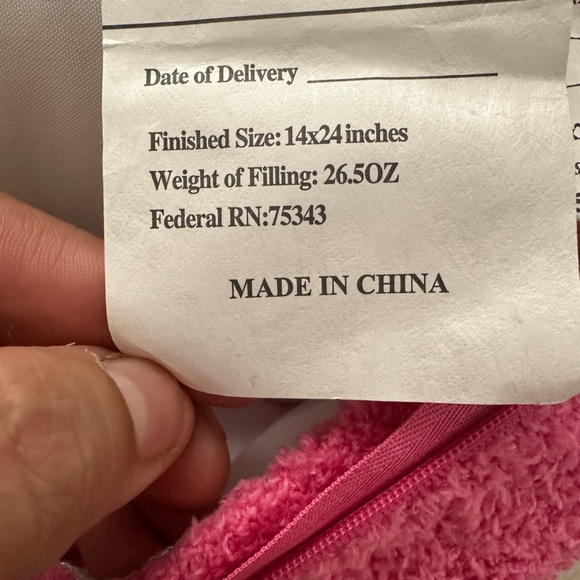 Date of Delivery
Finished Size: 14x24 inches
Weight of Filling: 26.5OZ
Federal RN:75343
MADE IN CHINA